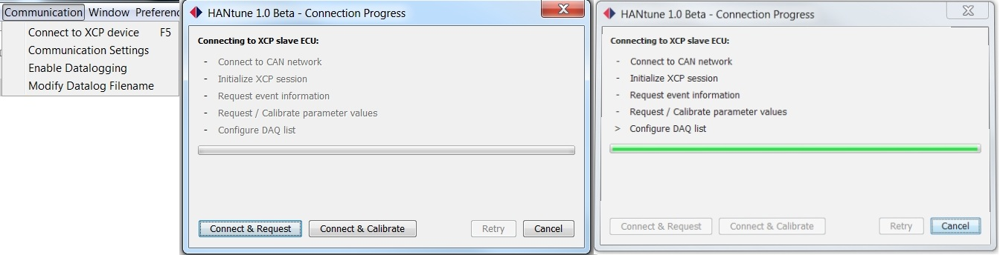 Communication Window Preferenc
Connect to XCP device F5
Communication Settings
Enable Datalogging
Modify Datalog Filename
HANtune 1.0 Beta - Connection Progress
Connecting to XCP slave ECU:
- Connect to CAN network
- Initialize XCP session
- Request event information
- Request / Calibrate parameter values
- Configure DAQ list
Connect & Request Connect & Calibrate Retry Cancel
HANtune 1.0 Beta - Connection Progress
Connecting to XCP slave ECU:
- Connect to CAN network
- Initialize XCP session
- Request event information
- Request / Calibrate parameter values
> Configure DAQ list
Connect & Request Connect & Calibrate Retry Cancel